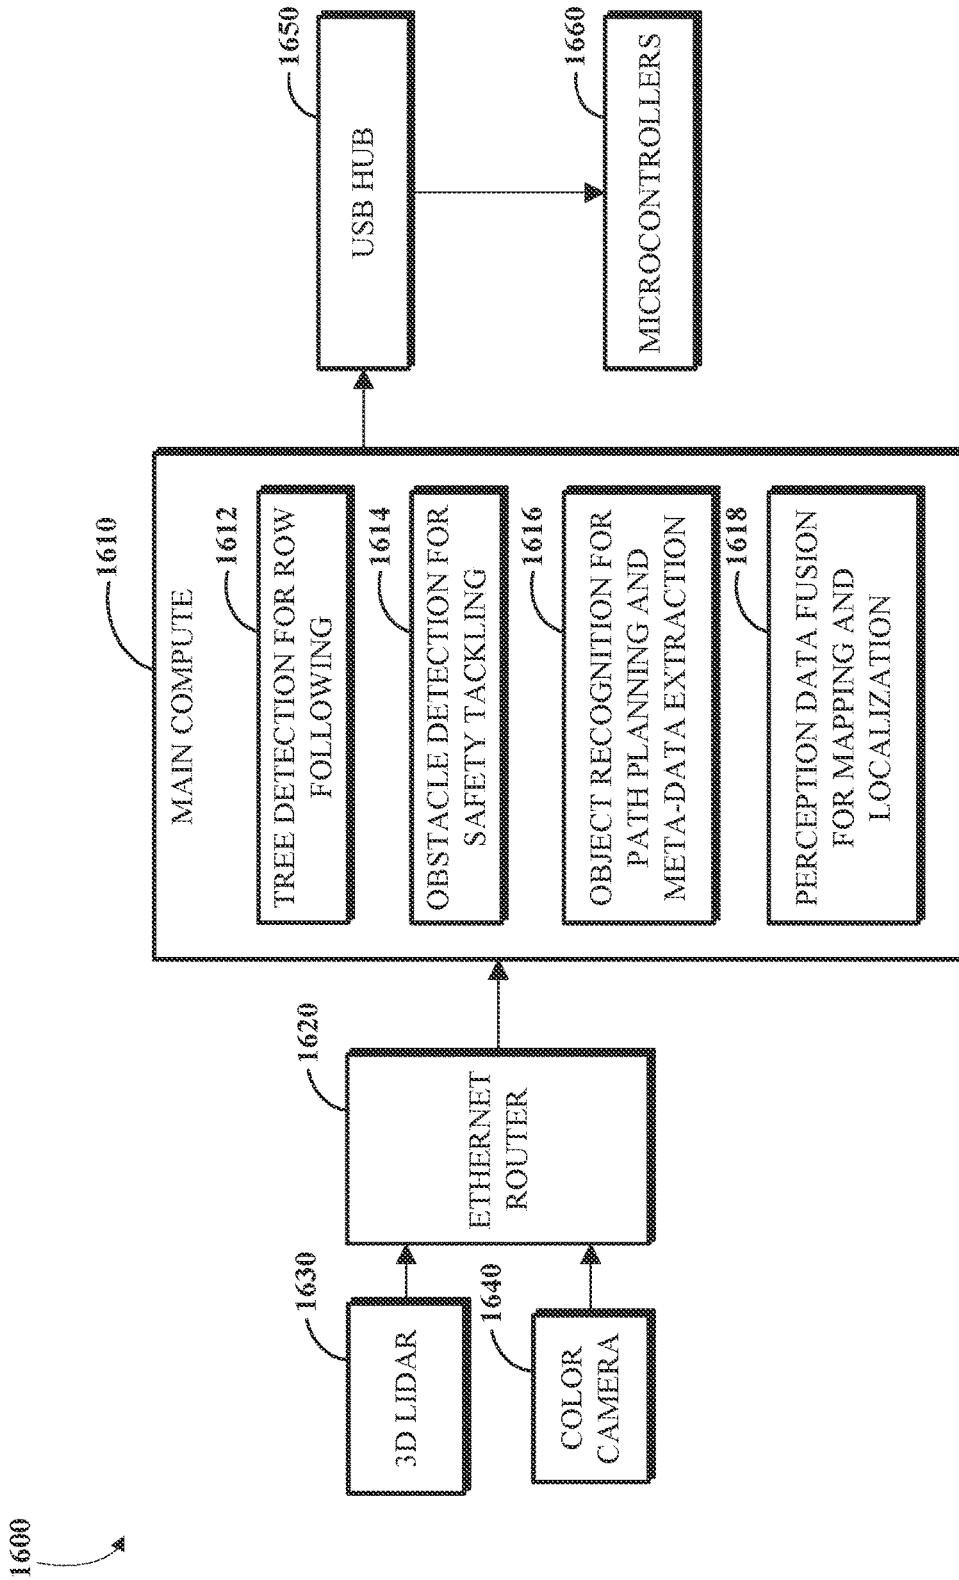 1600
3D LIDAR
1630
COLOR
CAMERA
1640
ETHERNET
ROUTER
1620
MAIN COMPUTE
1610
TREE DETECTION FOR ROW
FOLLOWING
1612
OBSTACLE DETECTION FOR
SAFETY TACKLING
1614
OBJECT RECOGNITION FOR
PATH PLANNING AND
META-DATA EXTRACTION
1616
PERCEPTION DATA FUSION
FOR MAPPING AND
LOCALIZATION
1618
USB HUB
1650
MICROCONTROLLERS
1660